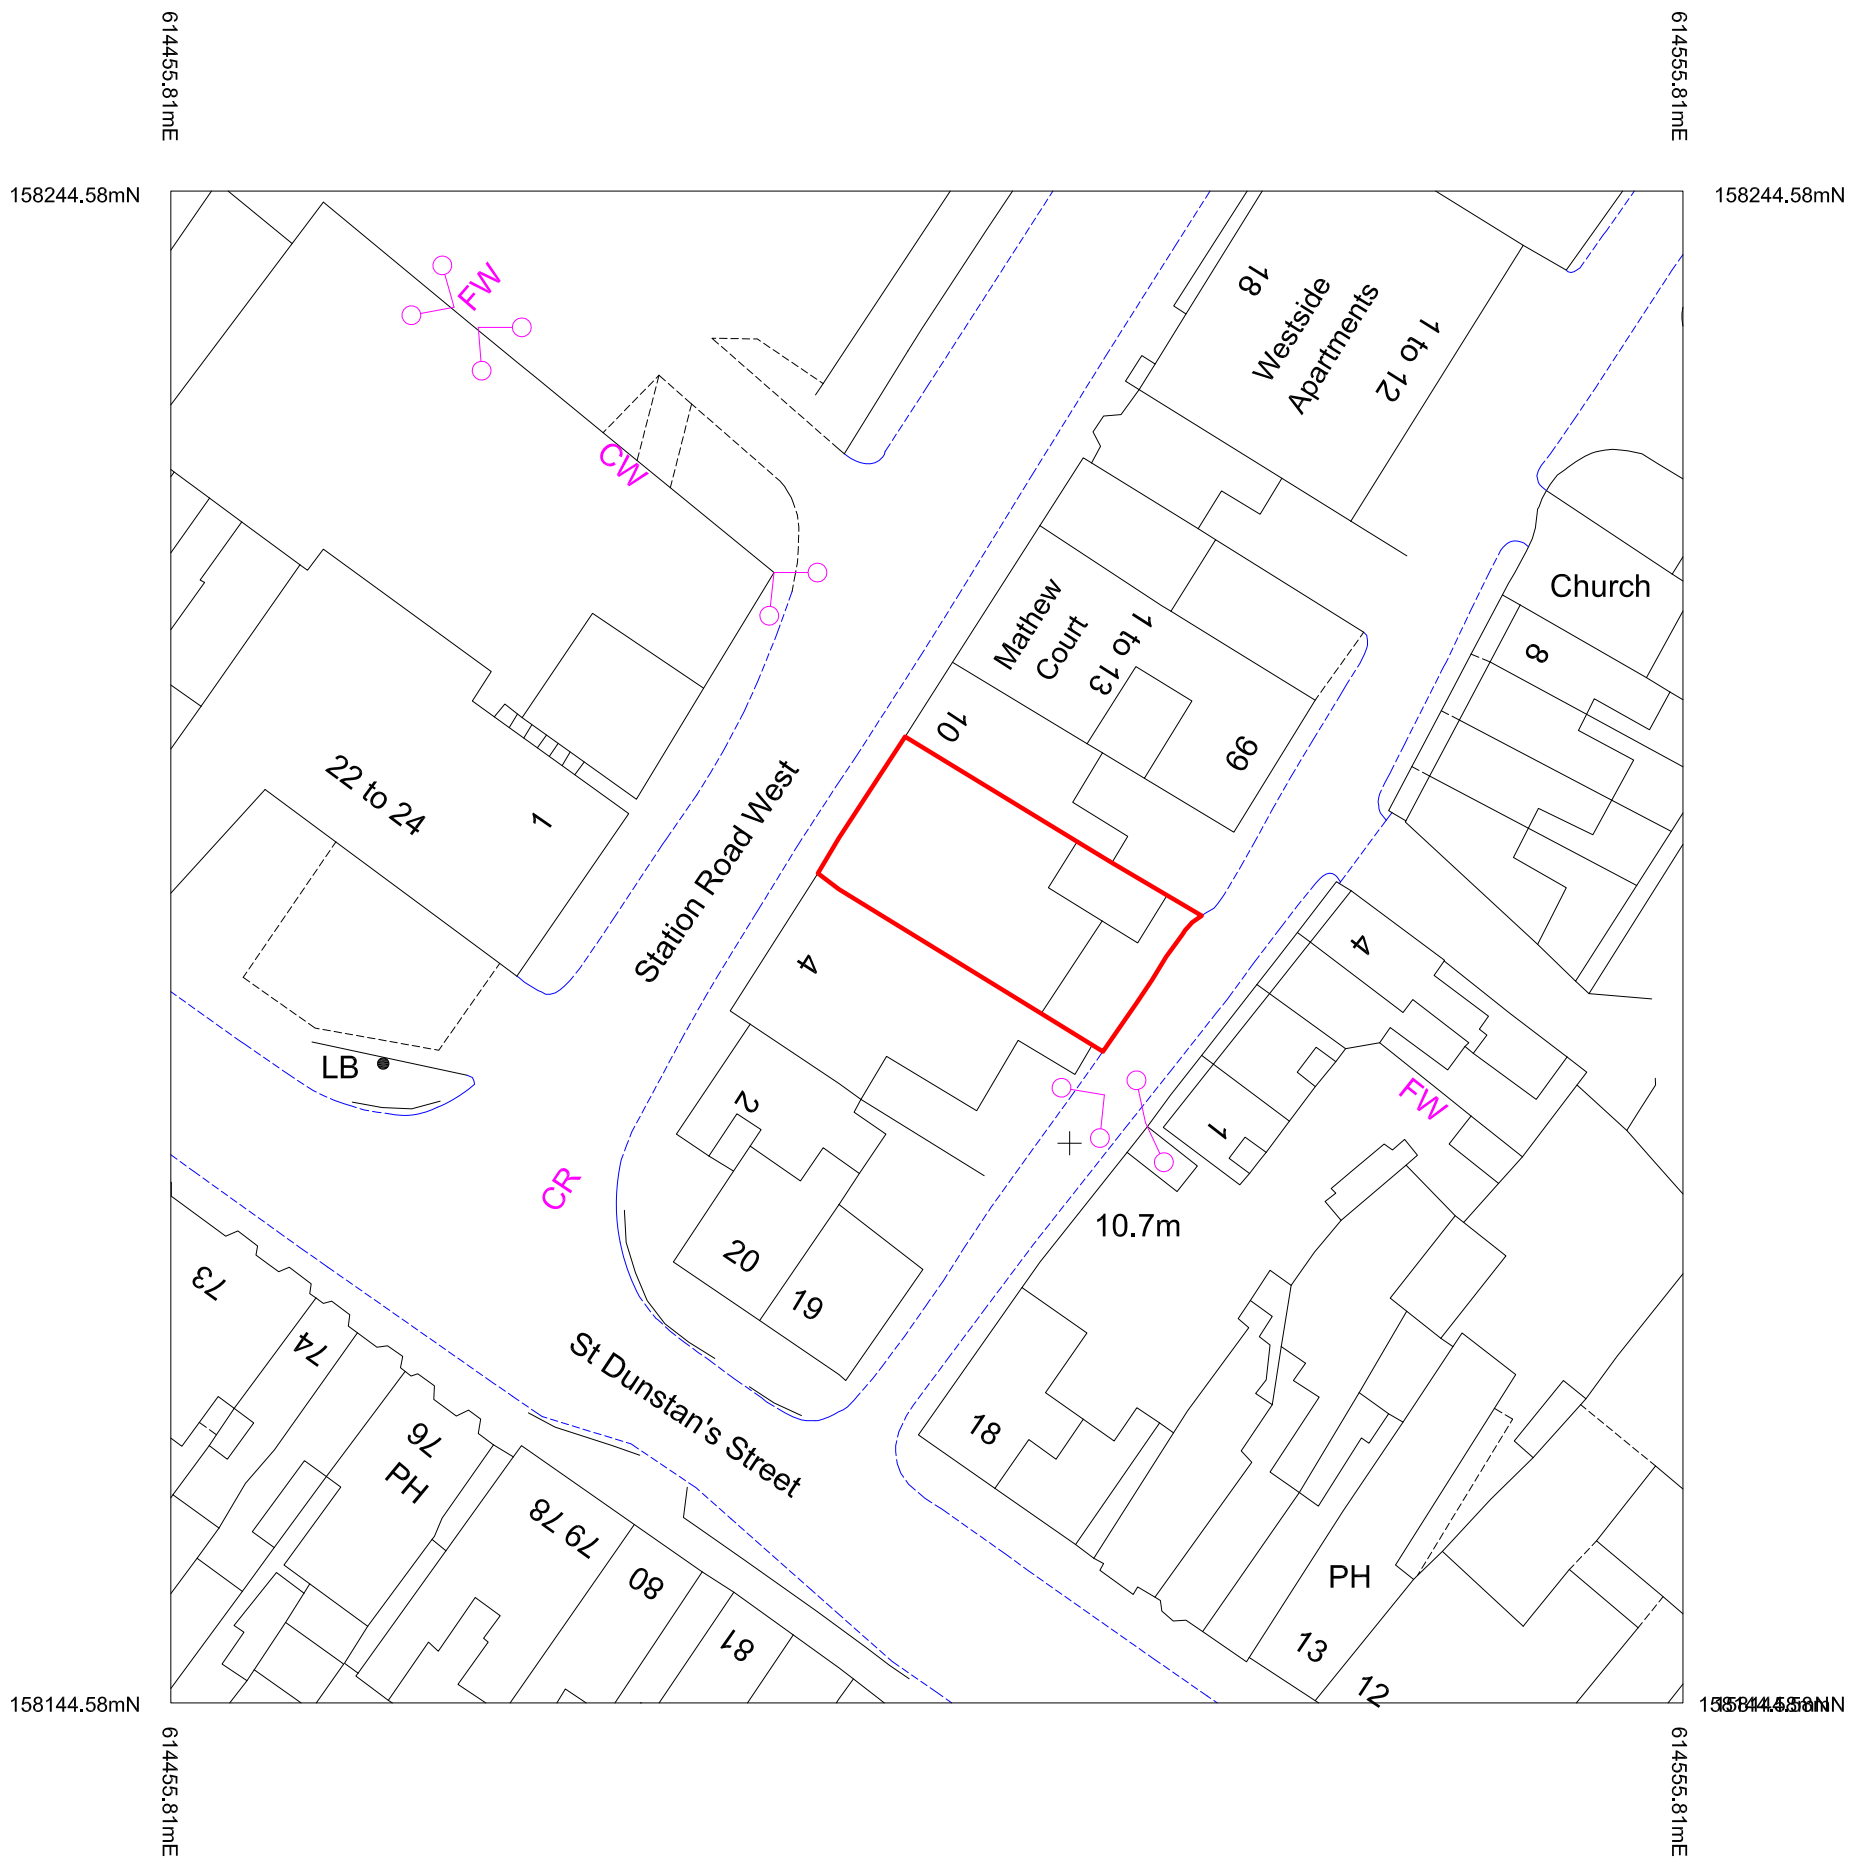 614455.81mE
614555.81mE
158244.58mN
158244.58mN
FW
18
Westside
Apartments
1 to 12
CW
Church
Mathew
Court
1 to 13
8
10
99
22 to 24
1
Station Road West
4
4
LB
2
FW
1
CR
10.7m
20
19
73
74
St Dunstan's Street
76
PH
18
78
79
80
81
PH
13
12
158144.58mN
614455.81mE
614555.81mE